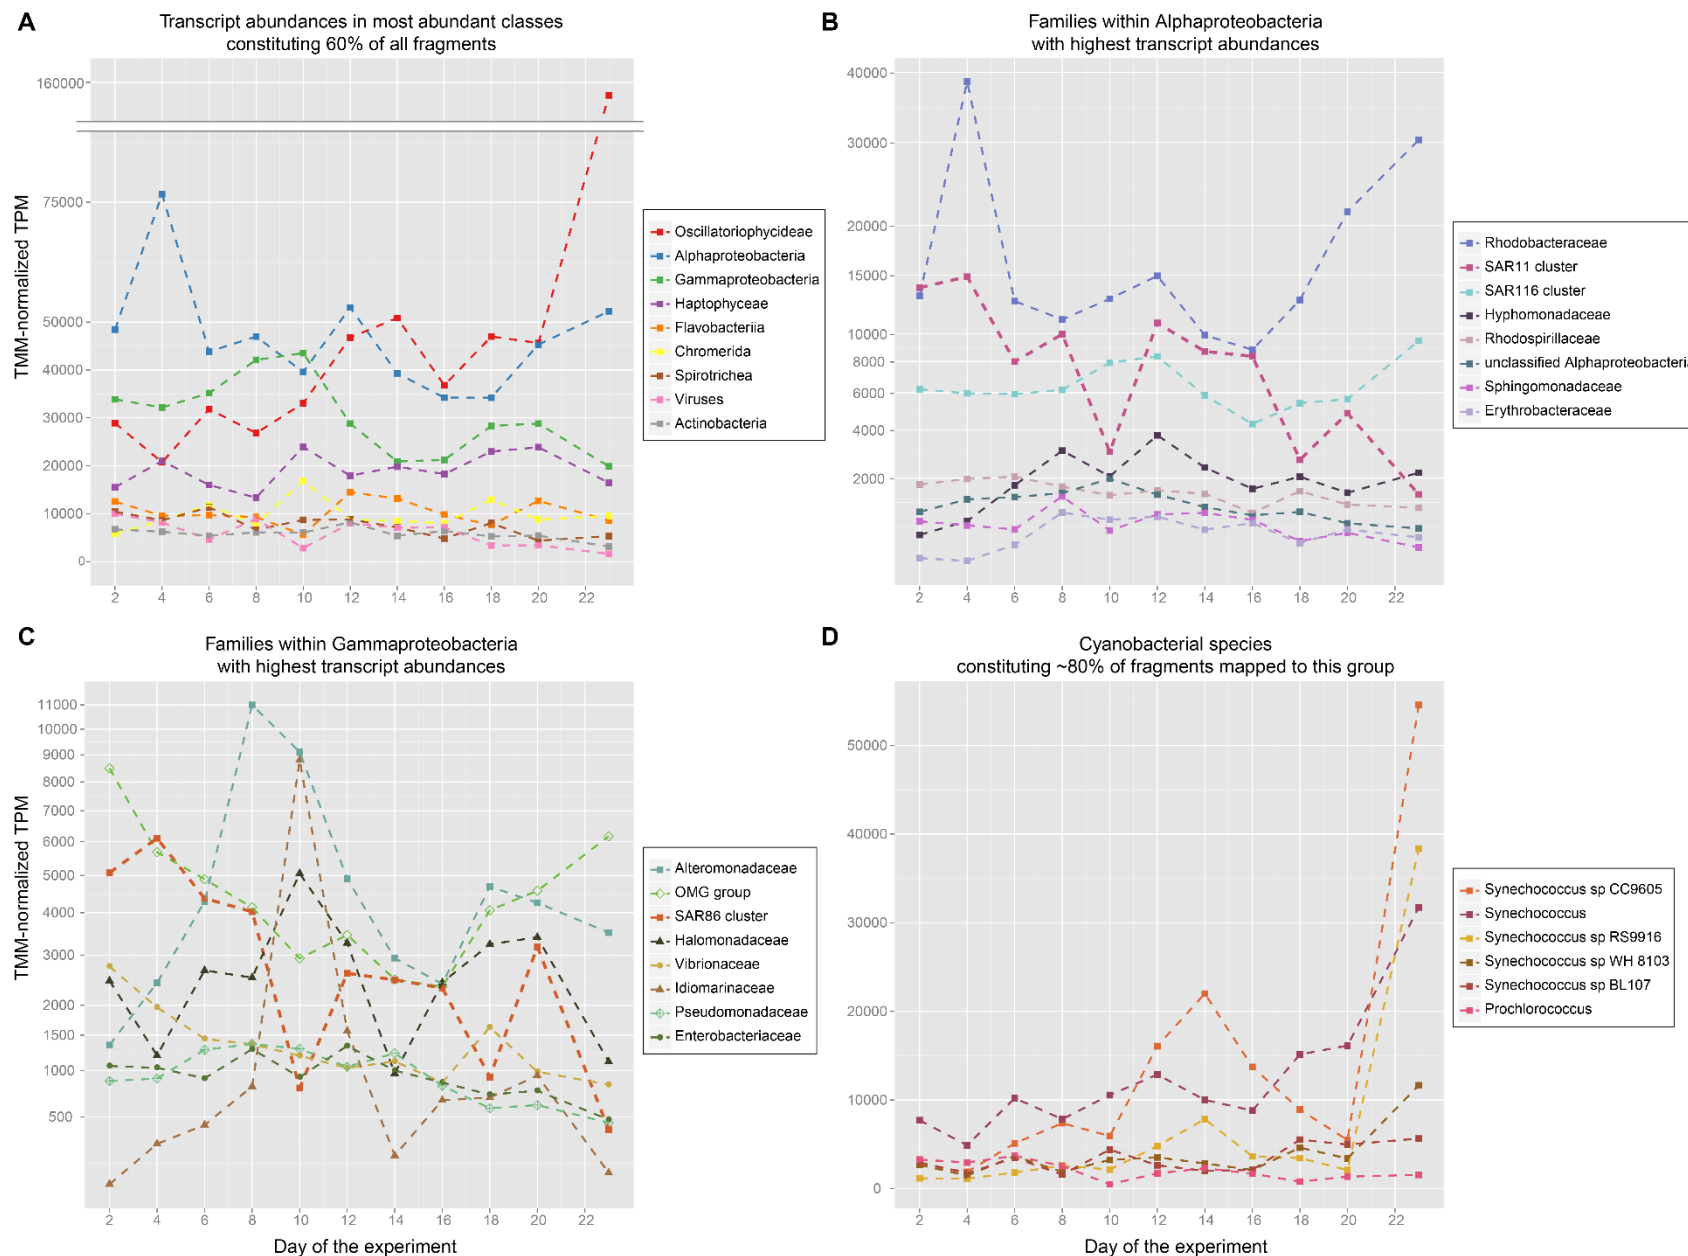 A
Transcript abundances in most abundant classes
constituting 60% of all fragments
TMM-normalized TPM
160000
75000
50000
40000
30000
20000
10000
0
2 4 6 8 10 12 14 16 18 20 22
Oscillatoriophycideae
Alphaproteobacteria
Gammaproteobacteria
Haptophyceae
Flavobacteriia
Chromerida
Spirotrichea
Viruses
Actinobacteria
B
Families within Alphaproteobacteria
with highest transcript abundances
40000
30000
20000
15000
10000
8000
6000
4000
2000
2 4 6 8 10 12 14 16 18 20 22
Rhodobacteraceae
SAR11 cluster
SAR116 cluster
Hyphomonadaceae
Rhodospirillaceae
unclassified Alphaproteobacteria
Sphingomonadaceae
Erythrobacteraceae
C
Families within Gammaproteobacteria
with highest transcript abundances
TMM-normalized TPM
11000
10000
9000
8000
7000
6000
5000
4000
3000
2000
1500
1000
500
2 4 6 8 10 12 14 16 18 20 22
Day of the experiment
Alteromonadaceae
OMG group
SAR86 cluster
Halomonadaceae
Vibrionaceae
Idiomarinaceae
Pseudomonadaceae
Enterobacteriaceae
D
Cyanobacterial species
constituting ~80% of fragments mapped to this group
50000
40000
30000
20000
10000
0
2 4 6 8 10 12 14 16 18 20 22
Day of the experiment
Synechococcus sp CC9605
Synechococcus
Synechococcus sp RS9916
Synechococcus sp WH 8103
Synechococcus sp BL107
Prochlorococcus